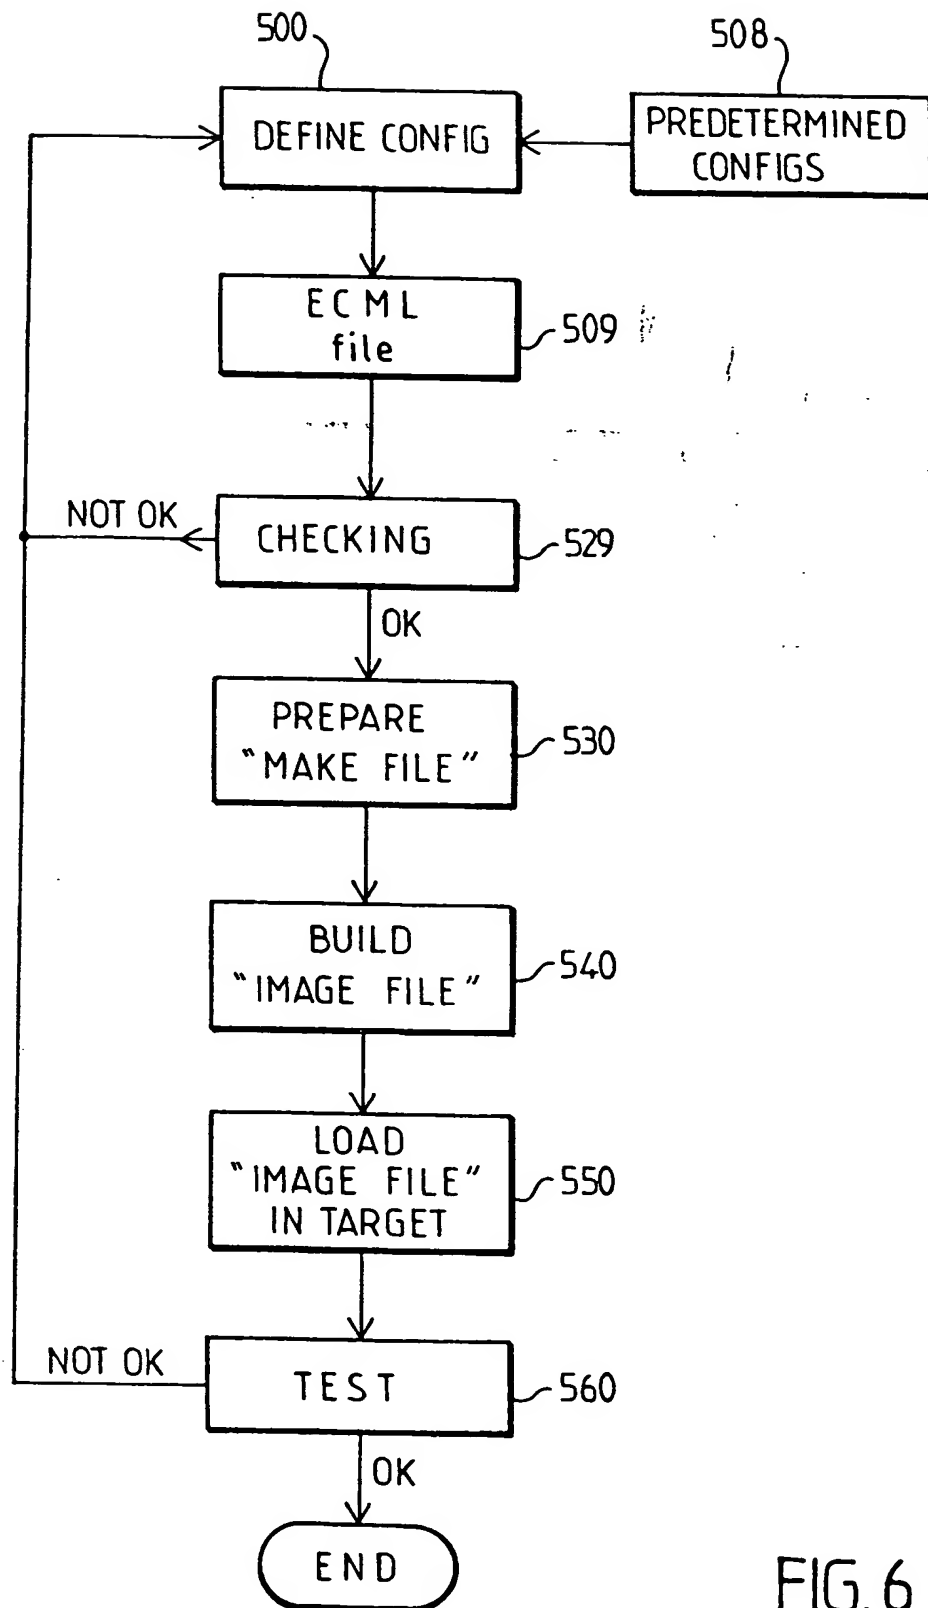 500
508
DEFINE CONFIG
PREDETERMINED
CONFIGS
ECML
file
509
NOT OK
CHECKING
529
OK
PREPARE
"MAKE FILE"
530
BUILD
"IMAGE FILE"
540
LOAD
"IMAGE FILE"
IN TARGET
550
NOT OK
TEST
560
OK
END
FIG.6